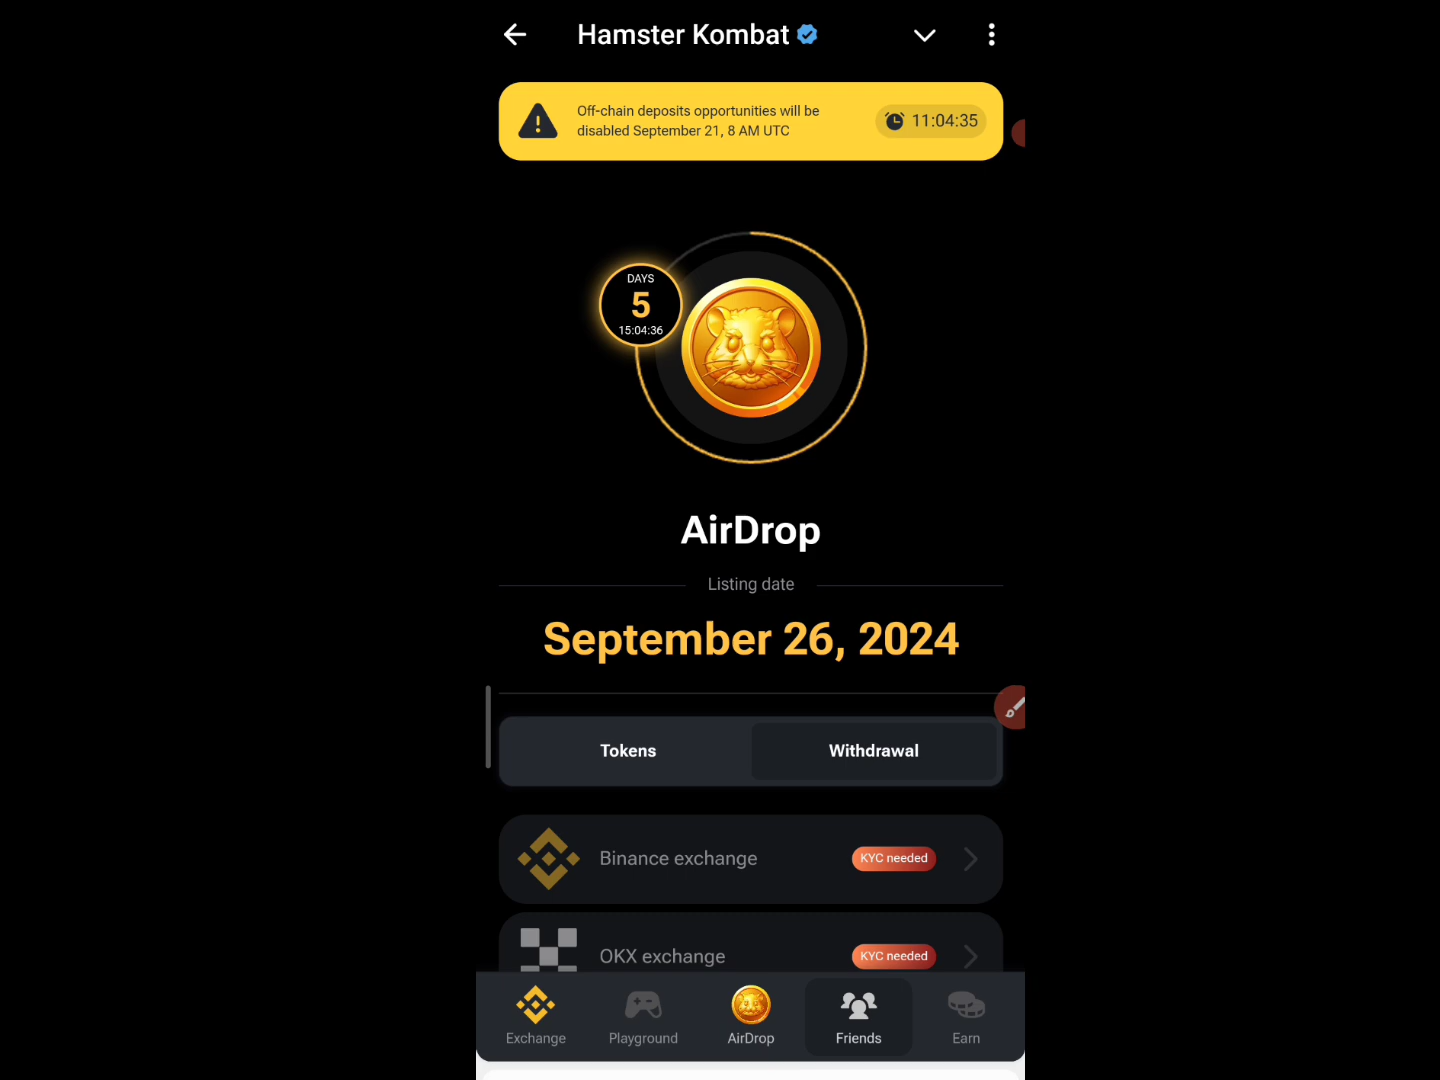 Hamster Kombat
Off-chain deposits opportunities will be
disabled September 21, 8 AM UTC
11:04:35
DAYS
5
15:04:36
AirDrop
Listing date
September 26, 2024
Tokens
Withdrawal
Binance exchange
KYC needed
OKX exchange
KYC needed
Exchange
Playground
AirDrop
Friends
Earn